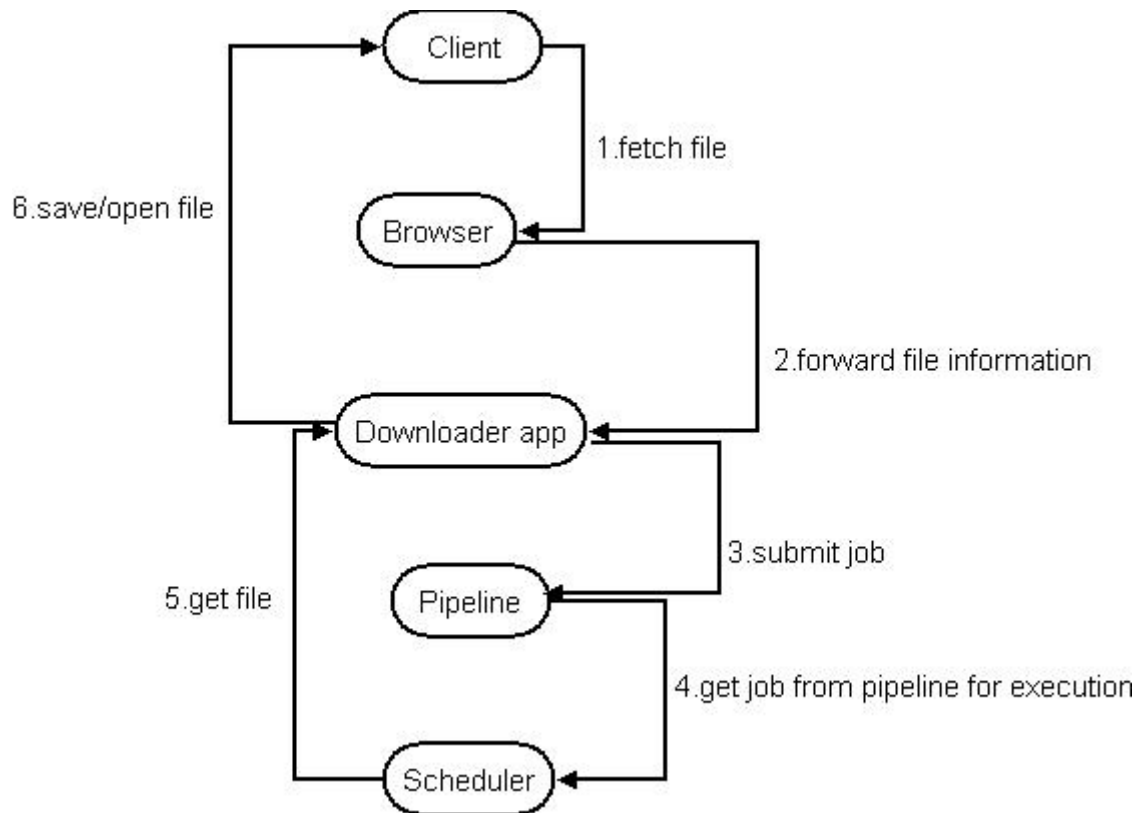 Client
1.fetch file
6.save/open file
Browser
2.forward file information
Downloader app
3.submit job
5.get file
Pipeline
4.get job from pipeline for execution
Scheduler